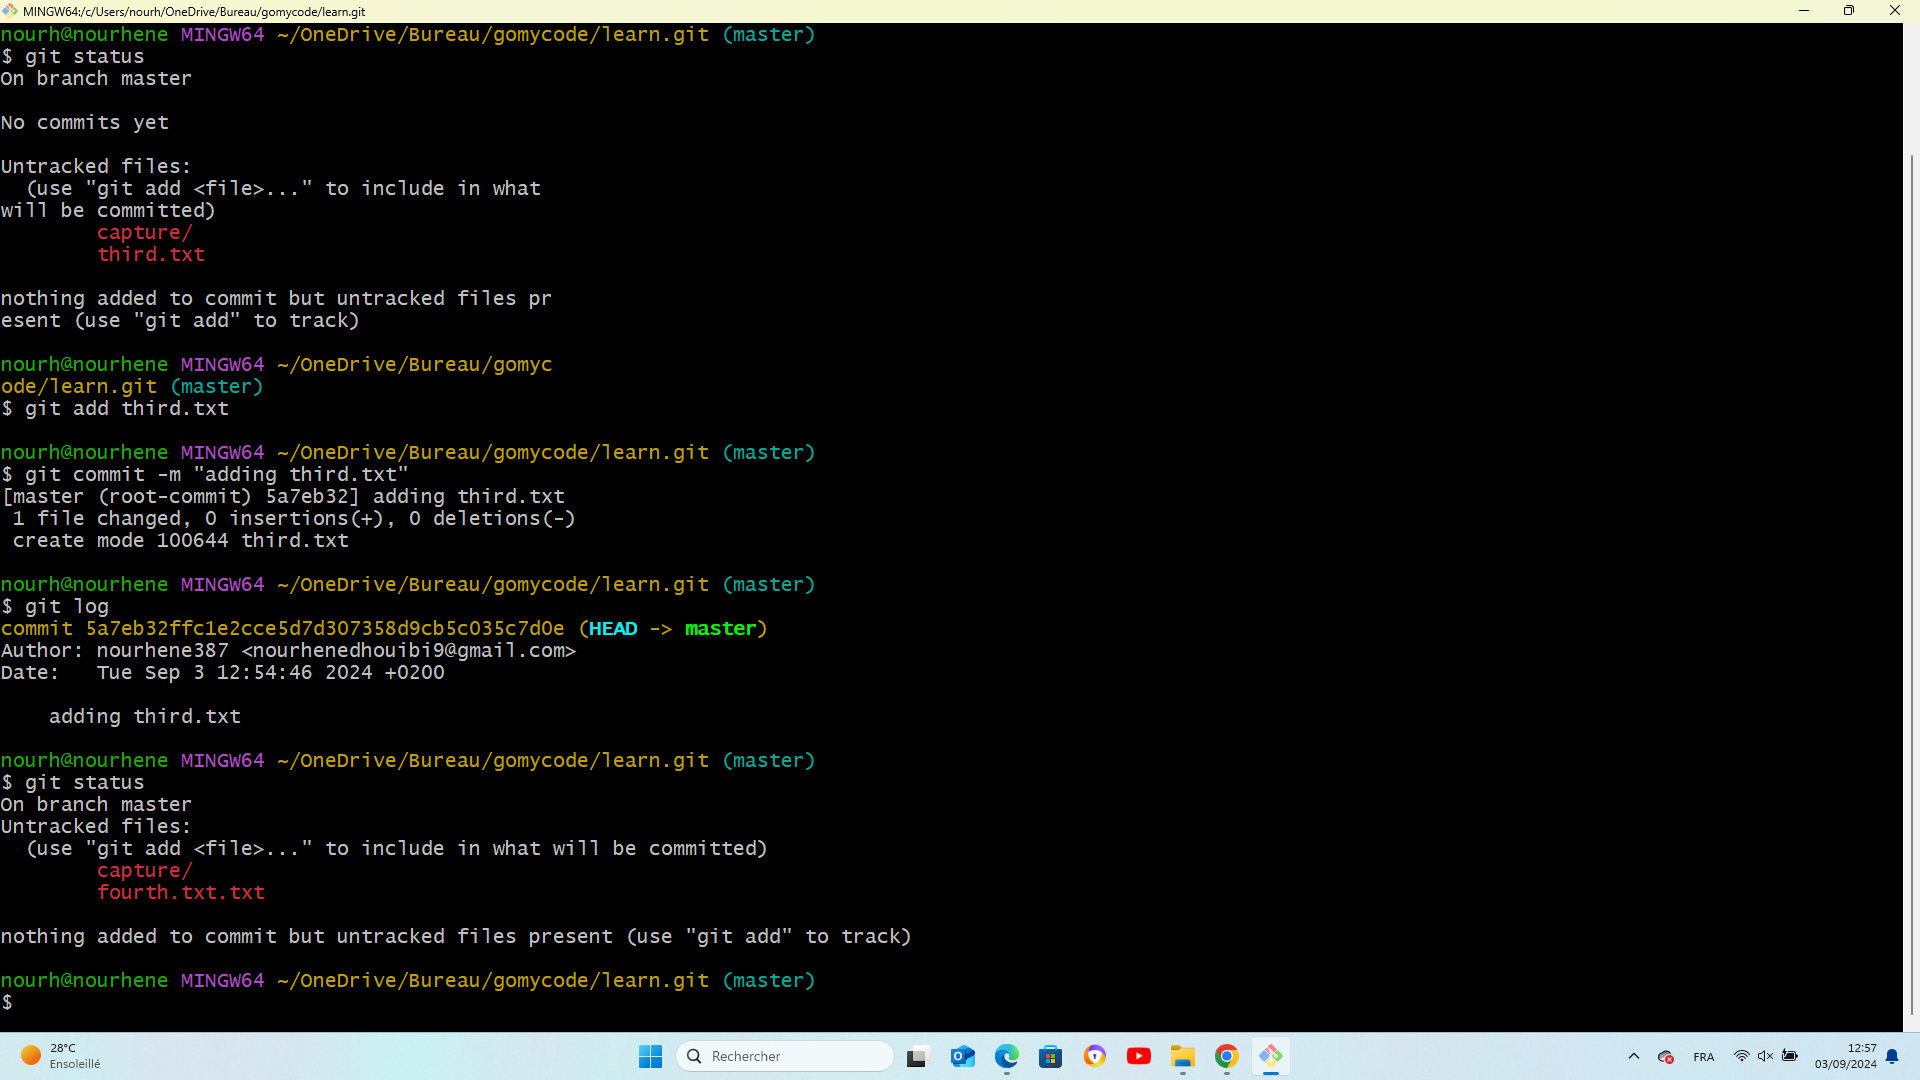 MINGW64:/c/Users/nourh/OneDrive/Bureau/gomycode/learn.git
nourh@nourhene MINGW64 ~/OneDrive/Bureau/gomycode/learn.git (master)
$ git status
On branch master
No commits yet
Untracked files:
  (use "git add <file>..." to include in what
will be committed)
        capture/
        third.txt
nothing added to commit but untracked files pr
esent (use "git add" to track)
nourh@nourhene MINGW64 ~/OneDrive/Bureau/gomyc
ode/learn.git (master)
$ git add third.txt
nourh@nourhene MINGW64 ~/OneDrive/Bureau/gomycode/learn.git (master)
$ git commit -m "adding third.txt"
[master (root-commit) 5a7eb32] adding third.txt
 1 file changed, 0 insertions(+), 0 deletions(-)
 create mode 100644 third.txt
nourh@nourhene MINGW64 ~/OneDrive/Bureau/gomycode/learn.git (master)
$ git log
commit 5a7eb32ffc1e2cce5d7d307358d9cb5c035c7d0e (HEAD -> master)
Author: nourhene387 <nourhenedhouibi9@gmail.com>
Date:   Tue Sep 3 12:54:46 2024 +0200
    adding third.txt
nourh@nourhene MINGW64 ~/OneDrive/Bureau/gomycode/learn.git (master)
$ git status
On branch master
Untracked files:
  (use "git add <file>..." to include in what will be committed)
        capture/
        fourth.txt.txt
nothing added to commit but untracked files present (use "git add" to track)
nourh@nourhene MINGW64 ~/OneDrive/Bureau/gomycode/learn.git (master)
$
28°C
Ensoleillé
Rechercher
FRA
12:57
03/09/2024